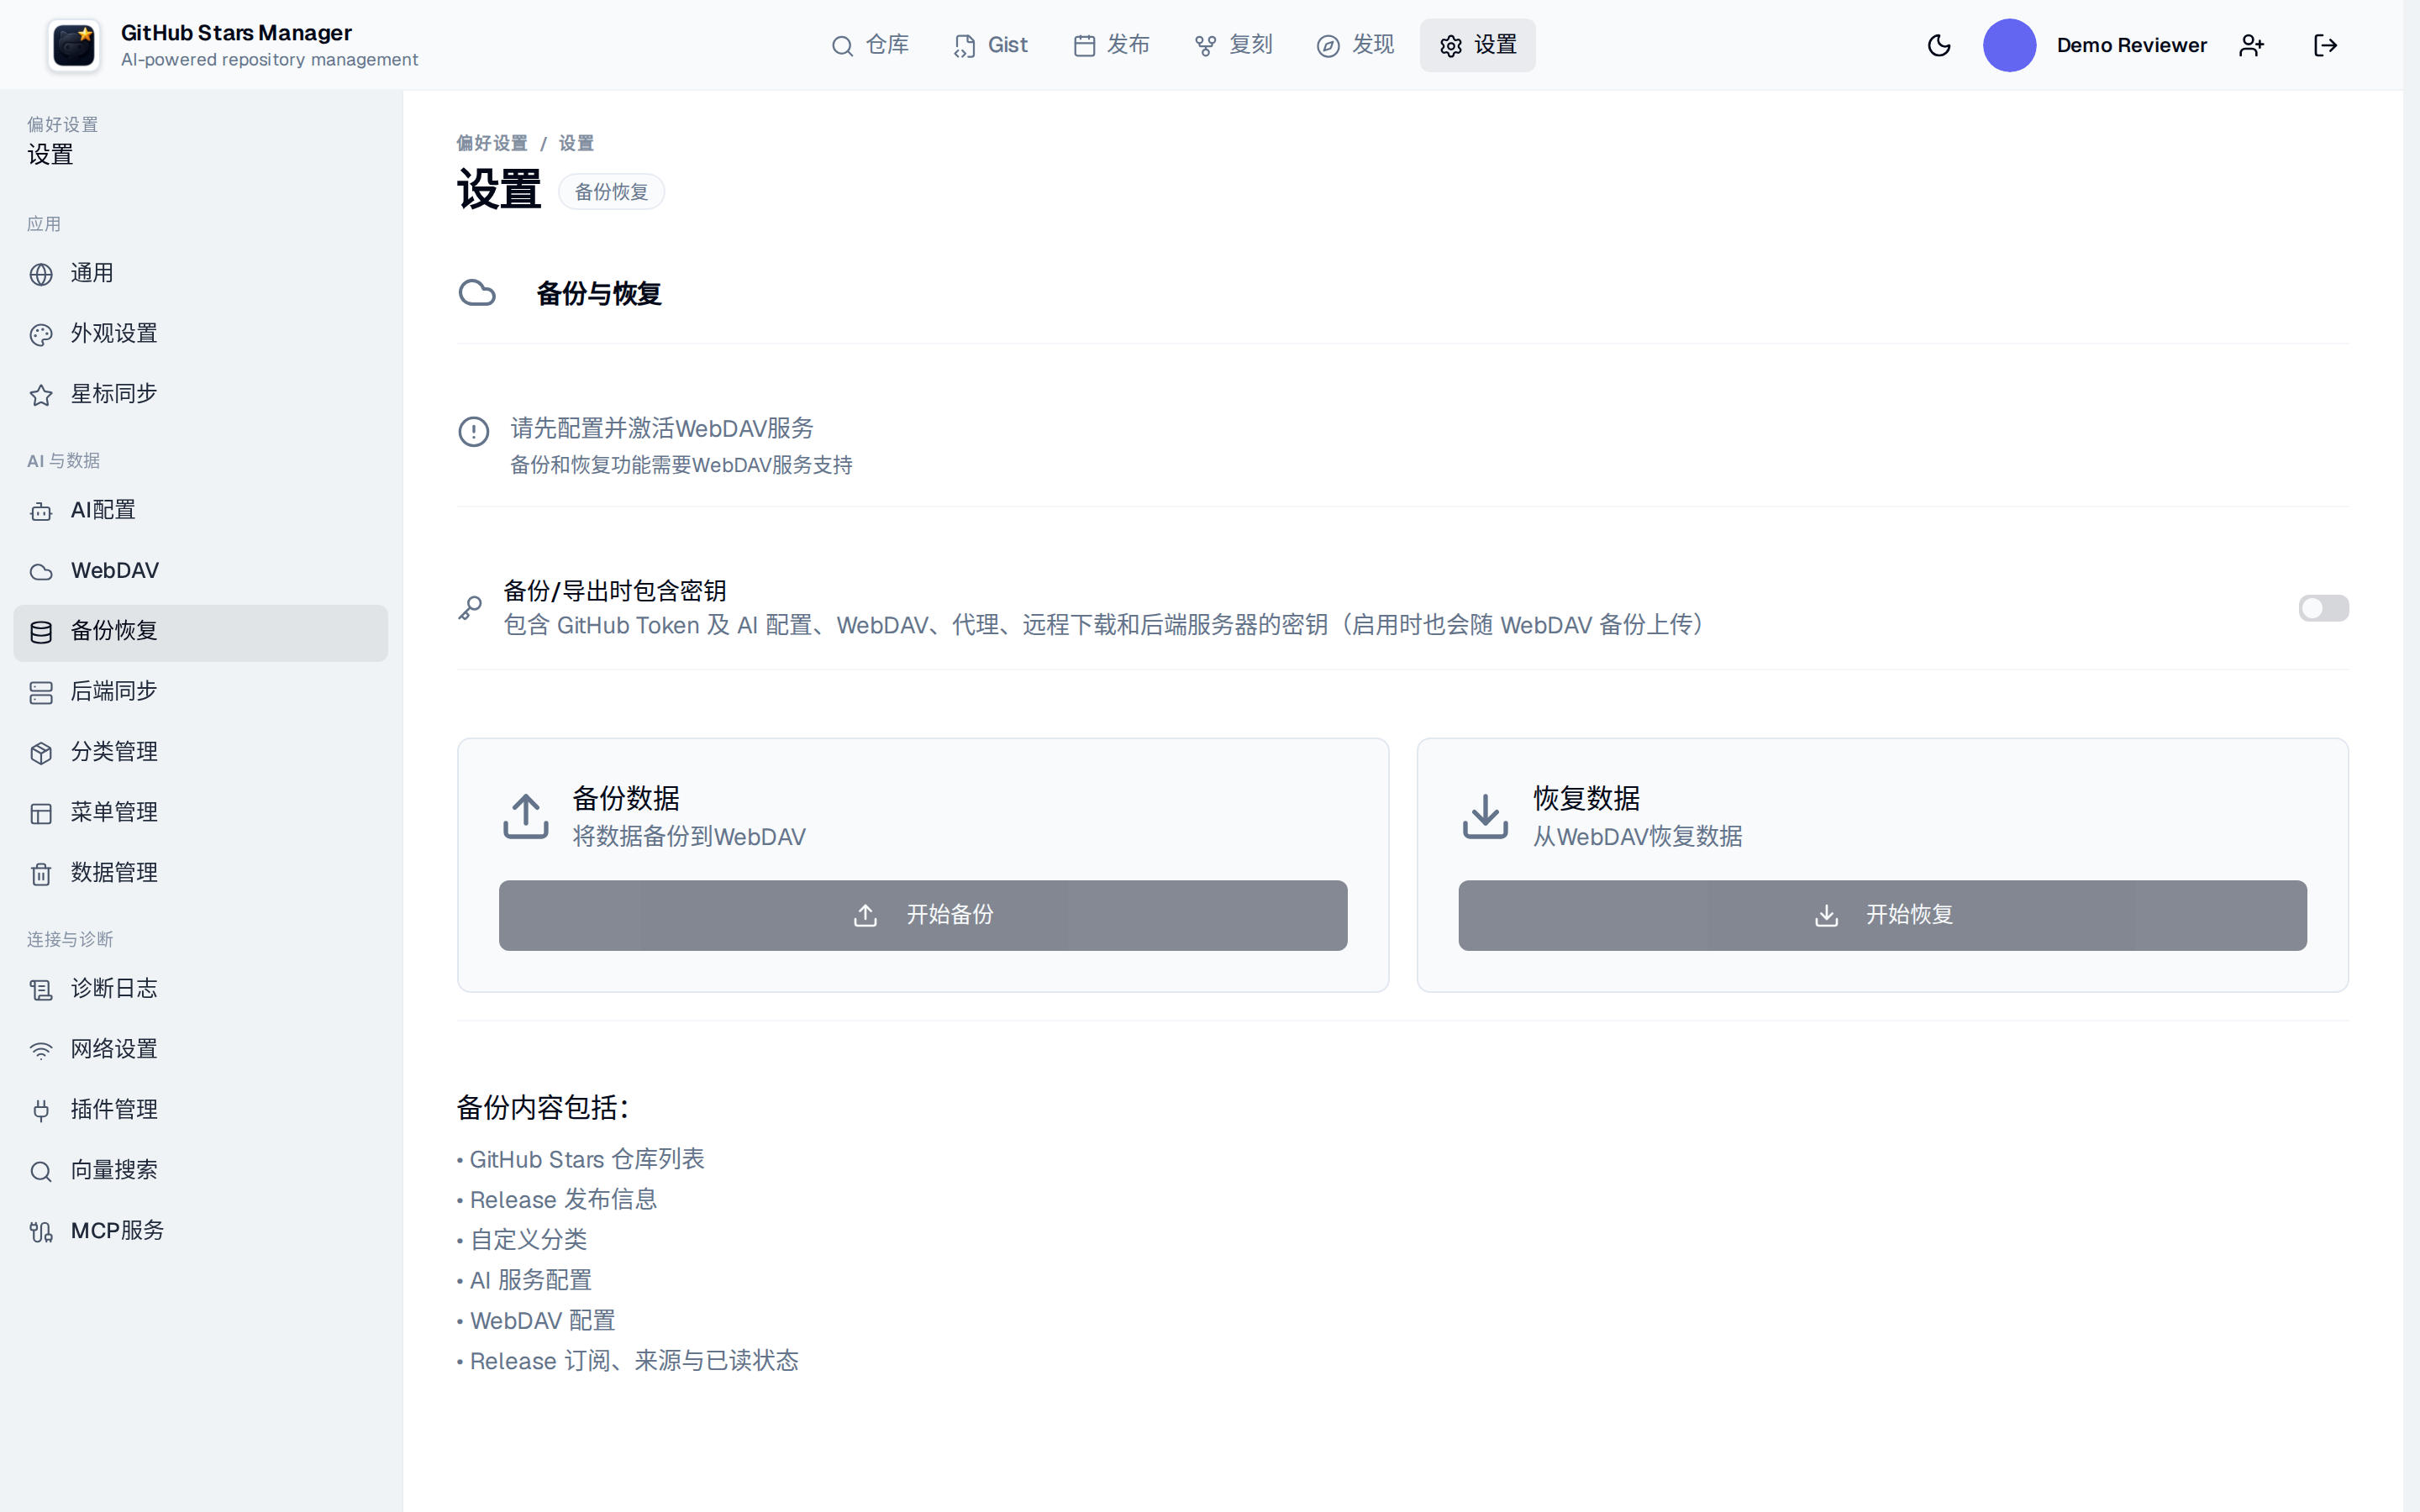 GitHub Stars Manager
AI-powered repository management
仓库
Gist
发布
复刻
发现
设置
Demo Reviewer
偏好设置
设置
应用
通用
外观设置
星标同步
AI 与数据
AI配置
WebDAV
备份恢复
后端同步
分类管理
菜单管理
数据管理
连接与诊断
诊断日志
网络设置
插件管理
向量搜索
MCP服务
偏好设置 / 设置
设置
备份恢复
备份与恢复
请先配置并激活WebDAV服务
备份和恢复功能需要WebDAV服务支持
备份/导出时包含密钥
包含 GitHub Token 及 AI 配置、WebDAV、代理、远程下载和后端服务器的密钥（启用时也会随 WebDAV 备份上传）
备份数据
将数据备份到WebDAV
开始备份
恢复数据
从WebDAV恢复数据
开始恢复
备份内容包括：
• GitHub Stars 仓库列表
• Release 发布信息
• 自定义分类
• AI 服务配置
• WebDAV 配置
• Release 订阅、来源与已读状态